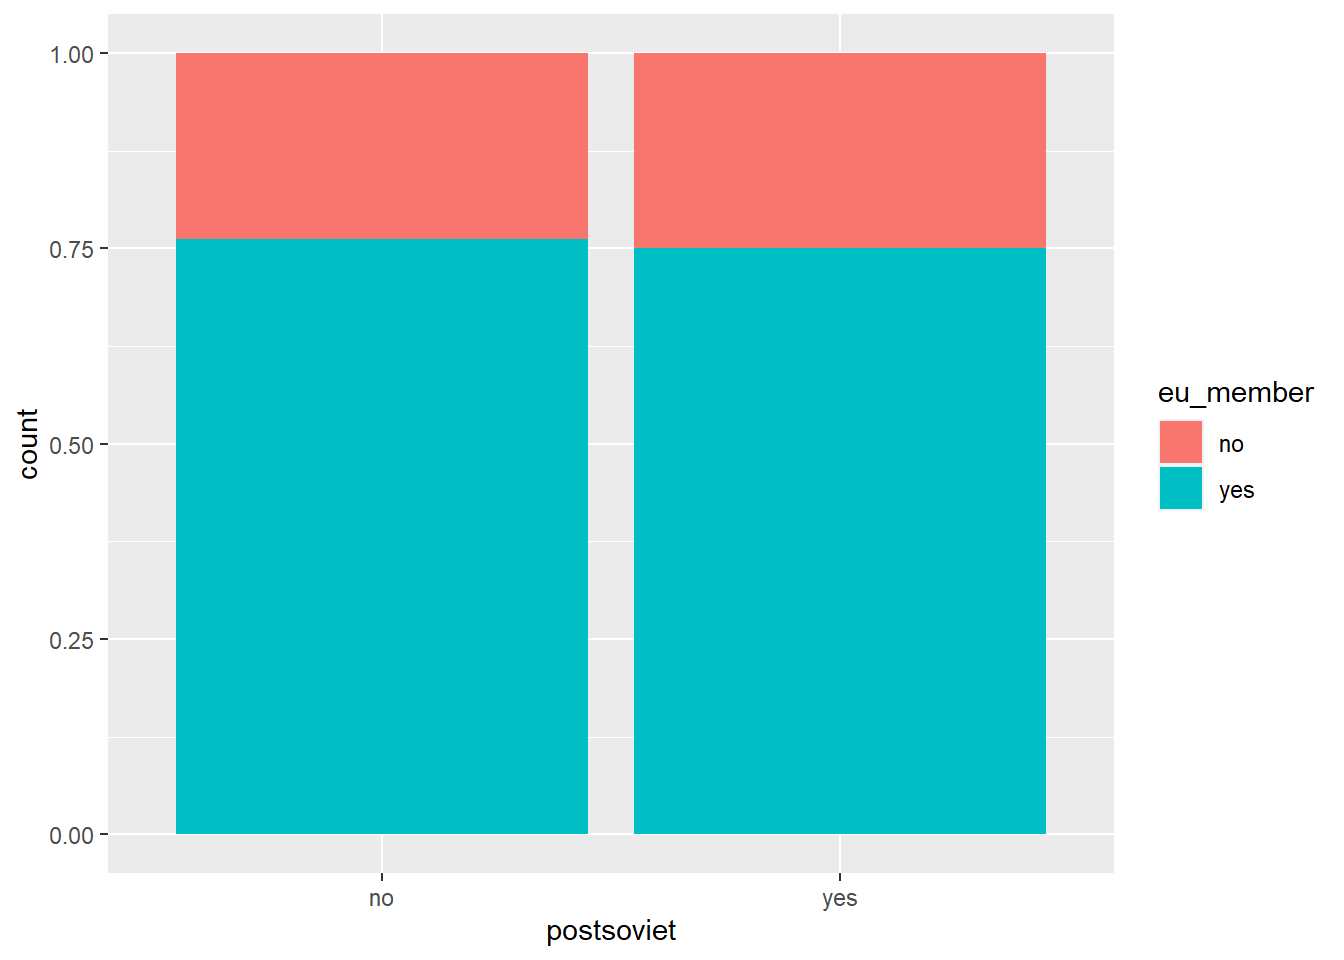 1.00
0.75
0.50
0.25
0.00
count
no
yes
postsoviet
eu_member
no
yes